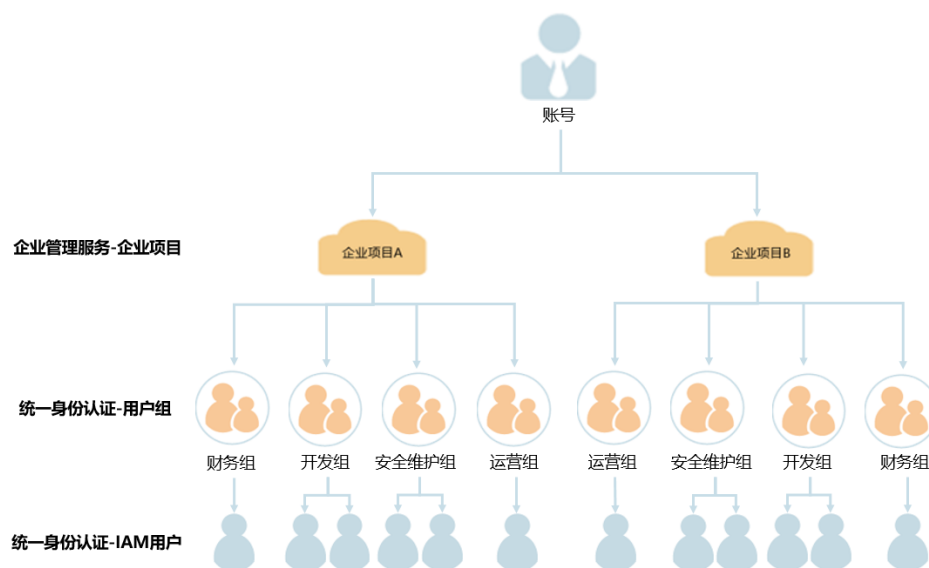 账号
企业管理服务-企业项目
企业项目A
企业项目B
统一身份认证-用户组
财务组
开发组
安全维护组
运营组
运营组
安全维护组
开发组
财务组
统一身份认证-IAM用户